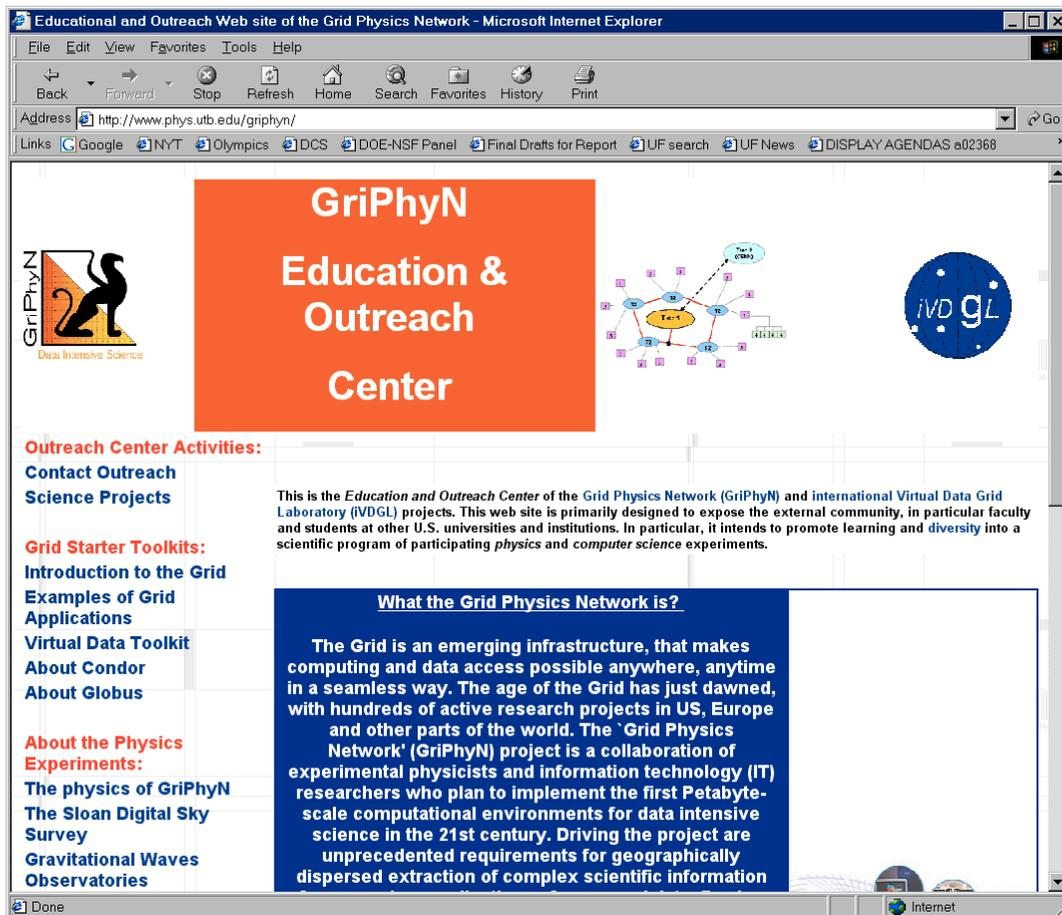 Educational and Outreach Web site of the Grid Physics Network - Microsoft Internet Explorer
File Edit View Favorites Tools Help
Back Forward Stop Refresh Home Search Favorites History Print
Address http://www.phys.utb.edu/griphyn/ Go
Links Google NYT Olympics DCS DOE-NSF Panel Final Drafts for Report UF search UF News DISPLAY AGENDAS a02368
GriPhyN
Data Intensive Science
GriPhyN
Education &
Outreach
Center
Tier 0
(CERN)
Tier 1
T2
T2
T2
T2
T2
iVDgL
Outreach Center Activities:
Contact Outreach
Science Projects
Grid Starter Toolkits:
Introduction to the Grid
Examples of Grid
Applications
Virtual Data Toolkit
About Condor
About Globus
About the Physics
Experiments:
The physics of GriPhyN
The Sloan Digital Sky
Survey
Gravitational Waves
Observatories
This is the Education and Outreach Center of the Grid Physics Network (GriPhyN) and international Virtual Data Grid
Laboratory (iVDGL) projects. This web site is primarily designed to expose the external community, in particular faculty
and students at other U.S. universities and institutions. In particular, it intends to promote learning and diversity into a
scientific program of participating physics and computer science experiments.
What the Grid Physics Network is?
The Grid is an emerging infrastructure, that makes
computing and data access possible anywhere, anytime
in a seamless way. The age of the Grid has just dawned,
with hundreds of active research projects in US, Europe
and other parts of the world. The `Grid Physics
Network' (GriPhyN) project is a collaboration of
experimental physicists and information technology (IT)
researchers who plan to implement the first Petabyte-
scale computational environments for data intensive
science in the 21st century. Driving the project are
unprecedented requirements for geographically
dispersed extraction of complex scientific information
Done Internet